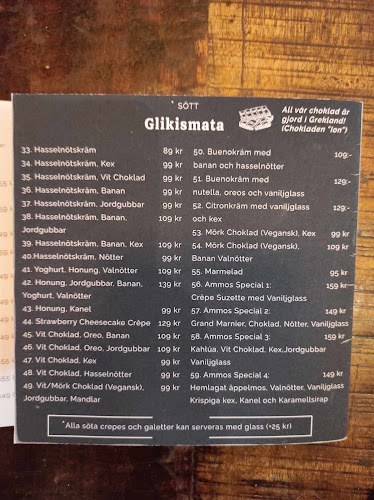 * SÖTT
Glikismata
All vår choklad är
gjord i Grekland!
(Chokladen "Ion")
33. Hasselnötskräm 89 kr
34. Hasselnötskräm, Kex 99 kr
35. Hasselnötskräm, Vit Choklad 99 kr
36. Hasselnötskräm, Banan 99 kr
37. Hasselnötskräm, Jordgubbar 99 kr
38. Hasselnötskräm, Banan, 109 kr
Jordgubbar
39. Hasselnötskräm, Banan, Kex 109 kr
40.Hasselnötskräm, Nötter 99 kr
41. Yoghurt, Honung, Valnötter 109 kr
42. Honung, Jordgubbar, Banan, 139 kr
Yoghurt, Valnötter
43. Honung, Kanel 99 kr
44. Strawberry Cheesecake Crêpe 129 kr
45. Vit Choklad, Oreo, Banan 109 kr
46. Vit Choklad, Oreo, Jordgubbar 109 kr
47. Vit Choklad, Kex 99 kr
48. Vit Choklad, Hasselnötter 99 kr
49. Vit/Mörk Choklad (Vegansk), 99 kr
Jordgubbar, Mandlar
50. Buenokräm med 109:-
banan och hasselnötter
51. Buenokräm med 129:-
nutella, oreos och vaniljglass
52. Citronkräm med vaniljglass 129:-
och kex
53. Mörk Choklad (Vegansk), Kex 99 kr
54. Mörk Choklad (Vegansk), 109 kr
Banan Valnötter
55. Marmelad 95 kr
56. Ammos Special 1: 159 kr
Crêpe Suzette med Vaniljglass
57. Ammos Special 2: 149 kr
Grand Marnier, Choklad, Nötter, Vaniljglass
58. Ammos Special 3: 159 kr
Kahlúa, Vit Choklad, Kex,Jordgubbar
Vaniljglass
59. Ammos Special 4: 149 kr
Hemlagat äppelmos, Valnötter, Vaniljglass
Krispiga kex, Kanel och Karamellsirap
*Alla söta crepes och galetter kan serveras med glass (+25 kr)